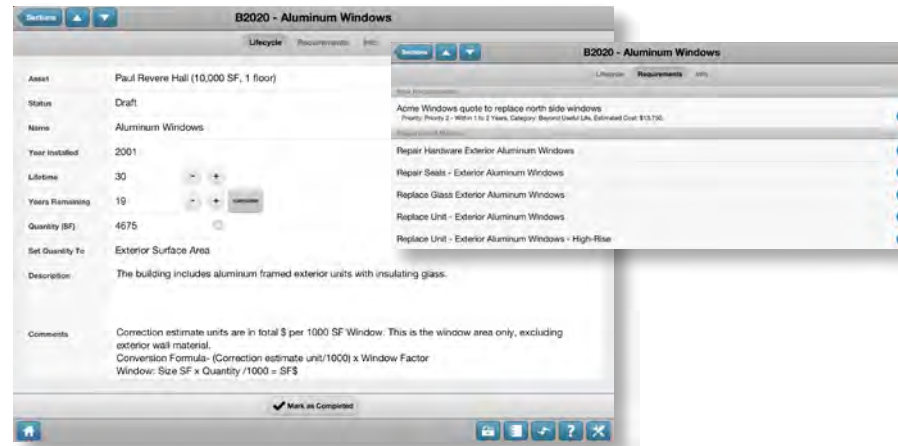 Sections
B2020 - Aluminum Windows
Lifecycle Requirements Info
Asset Paul Revere Hall (10,000 SF, 1 floor)
Status Draft
Name Aluminum Windows
Year Installed 2001
Lifetime 30 - +
Years Remaining 19 - +
Quantity (SF) 4675
Set Quantity To Exterior Surface Area
Description The building includes aluminum framed exterior units with insulating glass.
Comments Correction estimate units are in total $ per 1000 SF Window. This is the window area only, excluding
exterior wall material.
Conversion Formula- (Correction estimate unit/1000) x Window Factor
Window: Size SF x Quantity /1000 = SF$
Mark as Completed
?
Sections
B2020 - Aluminum Windows
Lifecycle Requirements Info
Acme Windows quote to replace north side windows
Priority: Priority 2 - Within 1 to 2 Years, Category: Beyond Useful Life, Estimated Cost: $13,750.
Repair Hardware Exterior Aluminum Windows
Repair Seals - Exterior Aluminum Windows
Replace Glass Exterior Aluminum Windows
Replace Unit - Exterior Aluminum Windows
Replace Unit - Exterior Aluminum Windows - High-Rise